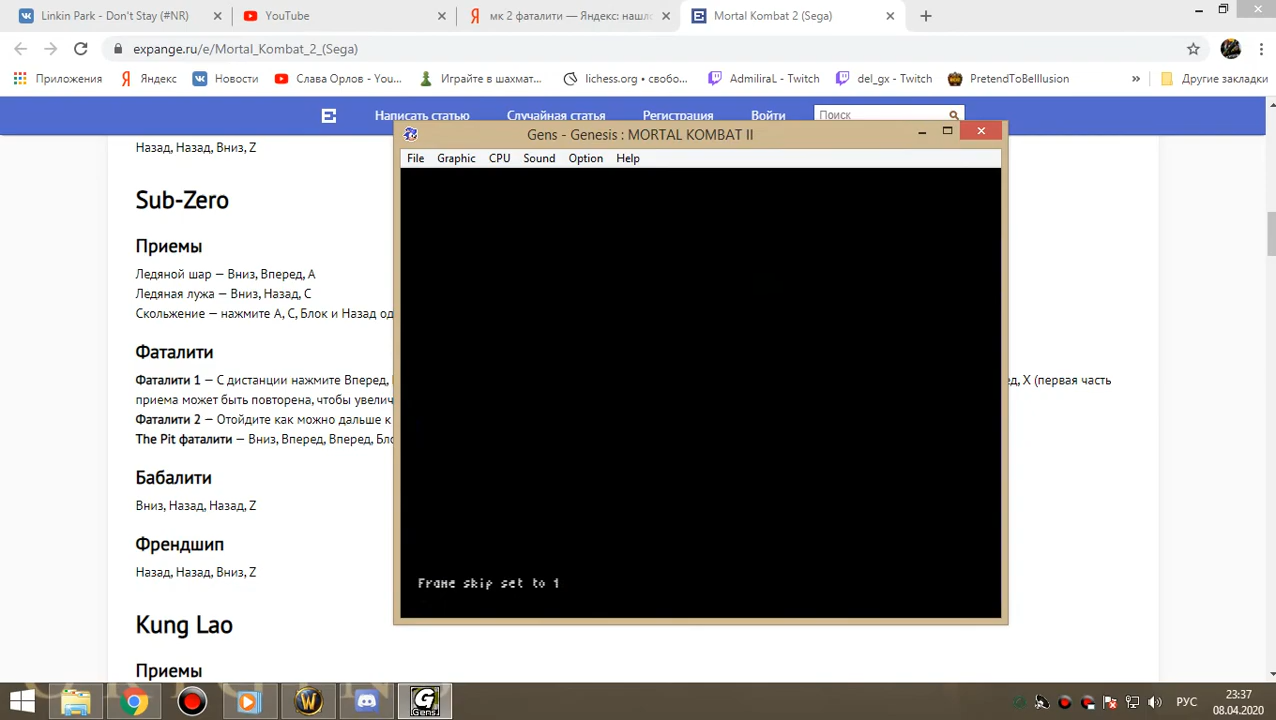 Linkin Park - Don't Stay (#NR)
YouTube
мк 2 фаталити — Яндекс: нашло
Mortal Kombat 2 (Sega)
expange.ru/e/Mortal_Kombat_2_(Sega)
Приложения
Яндекс
Новости
Слава Орлов - You...
Играйте в шахмат...
lichess.org • свобо...
AdmiiraL - Twitch
del_gx - Twitch
PretendToBeIllusion
»
Другие закладки
Написать статью
Случайная статья
Регистрация
Войти
Поиск
Назад, Назад, Вниз, Z
Gens - Genesis : MORTAL KOMBAT II
File Graphic CPU Sound Option Help
Sub-Zero
Приемы
Ледяной шар — Вниз, Вперед, A
Ледяная лужа — Вниз, Назад, C
Скольжение — нажмите A, C, Блок и Назад од
Фаталити
Фаталити 1 — С дистанции нажмите Вперед,
д, X (первая часть
приема может быть повторена, чтобы увелич
Фаталити 2 — Отойдите как можно дальше к
The Pit фаталити — Вниз, Вперед, Вперед, Бло
Бабалити
Вниз, Назад, Назад, Z
Френдшип
Назад, Назад, Вниз, Z
Frame skip set to 1
Kung Lao
Приемы
Gens
РУС
23:37
08.04.2020